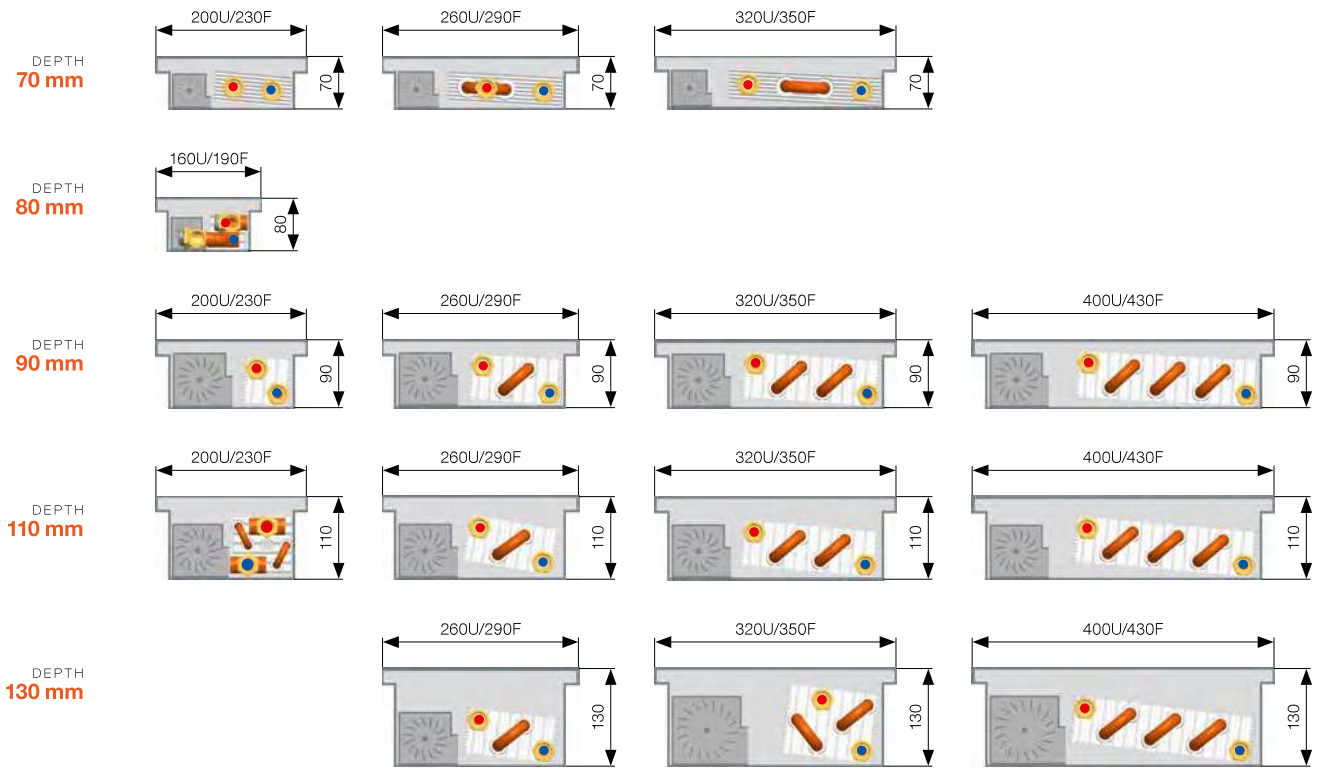 200U/230F 260U/290F 320U/350F
DEPTH
70 mm
70 70 70
160U/190F
DEPTH
80 mm
80
200U/230F 260U/290F 320U/350F 400U/430F
DEPTH
90 mm
90 90 90 90
200U/230F 260U/290F 320U/350F 400U/430F
DEPTH
110 mm
110 110 110 110
260U/290F 320U/350F 400U/430F
DEPTH
130 mm
130 130 130